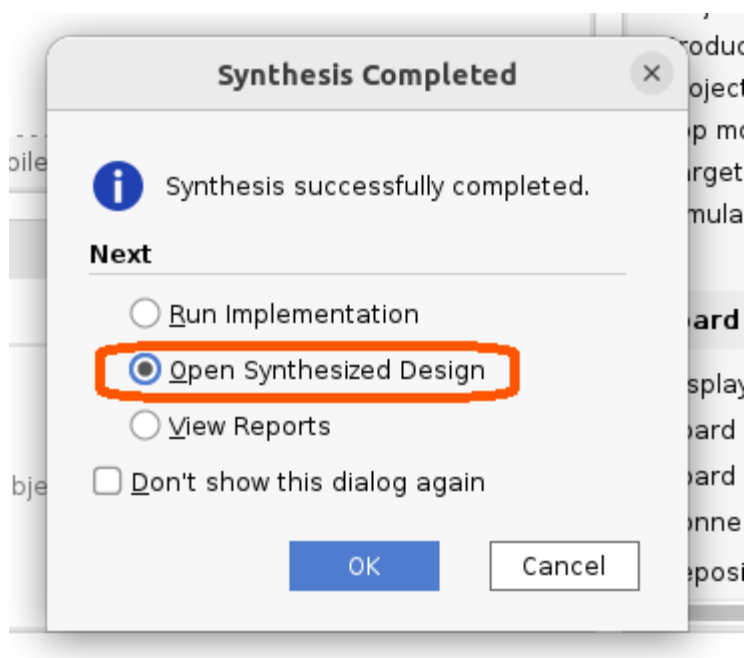 Synthesis Completed
Synthesis successfully completed.
Next
Run Implementation
Open Synthesized Design
View Reports
Don't show this dialog again
OK
Cancel